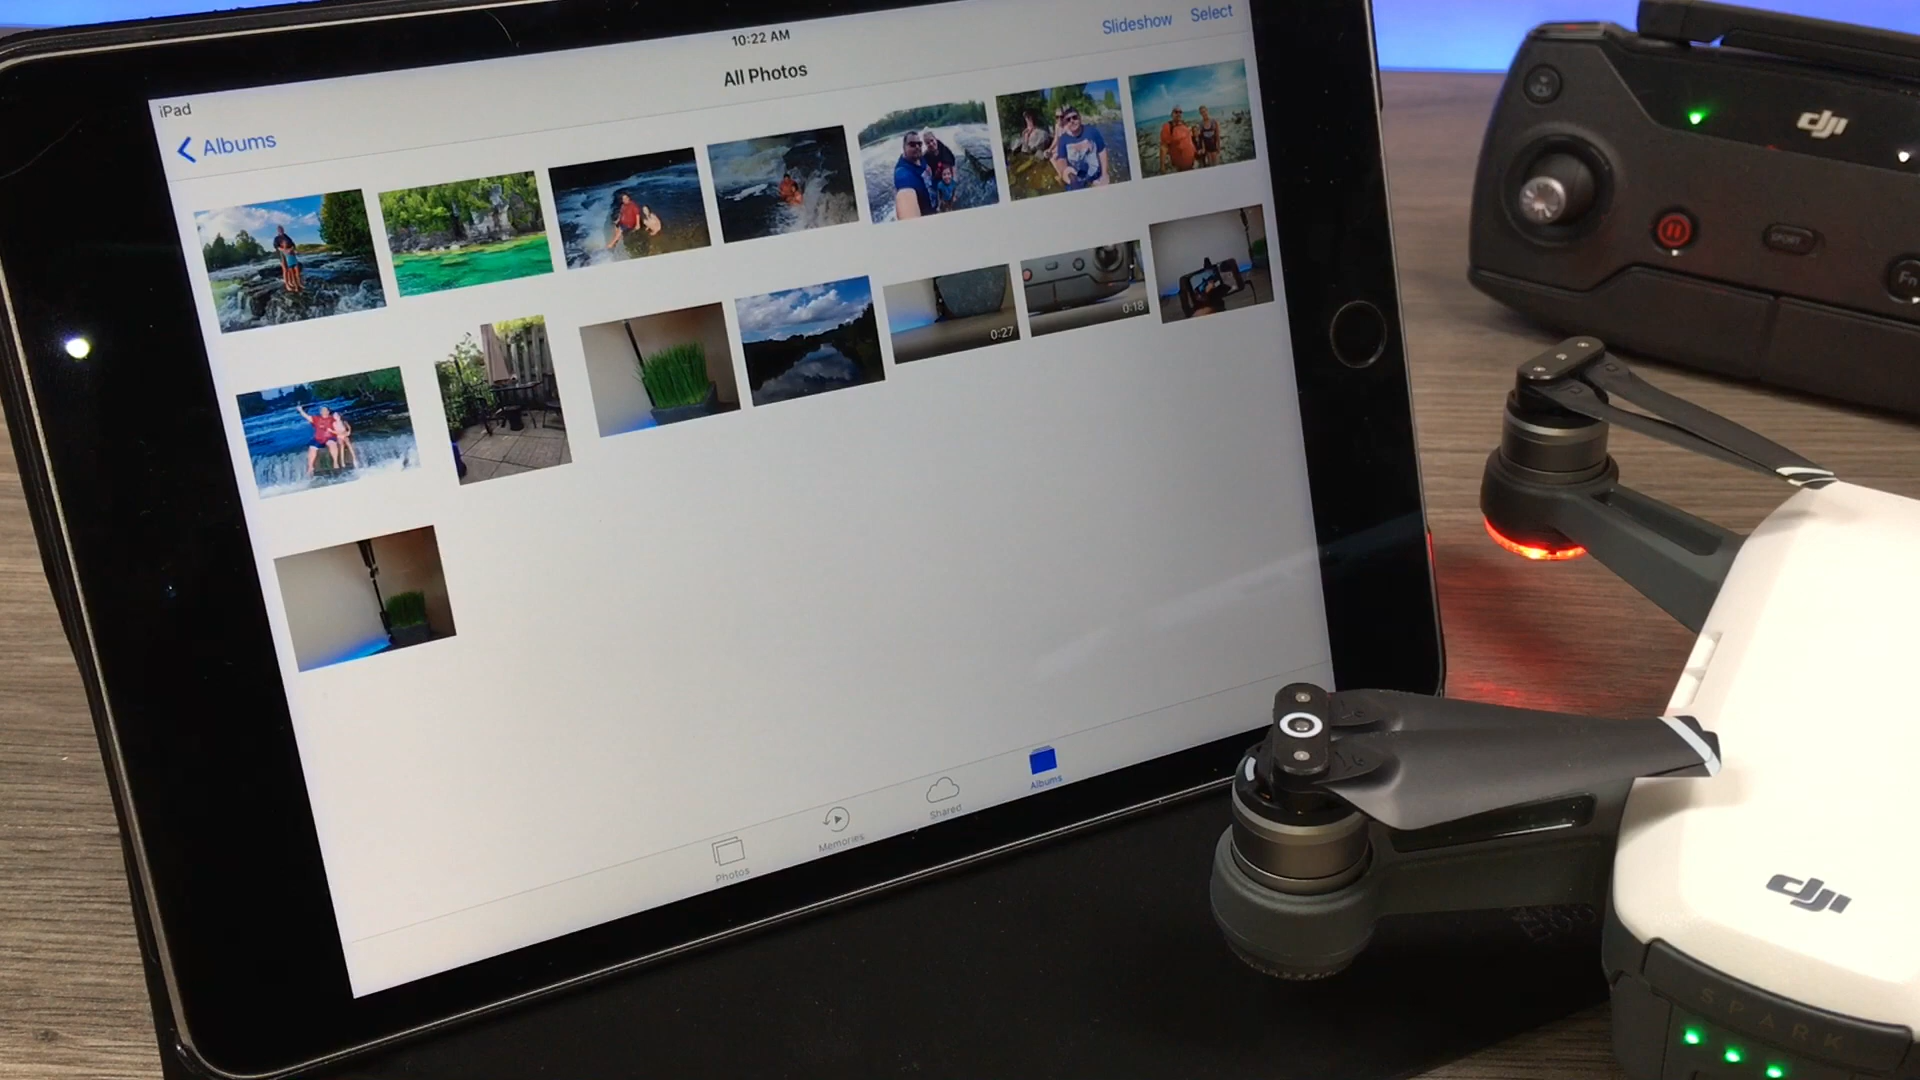 10:22 AM
Slideshow
Select
All Photos
iPad
Albums
0:27
0:18
Photos
Memories
Shared
Albums
dji
SPORT
Fn
dji
SPARK